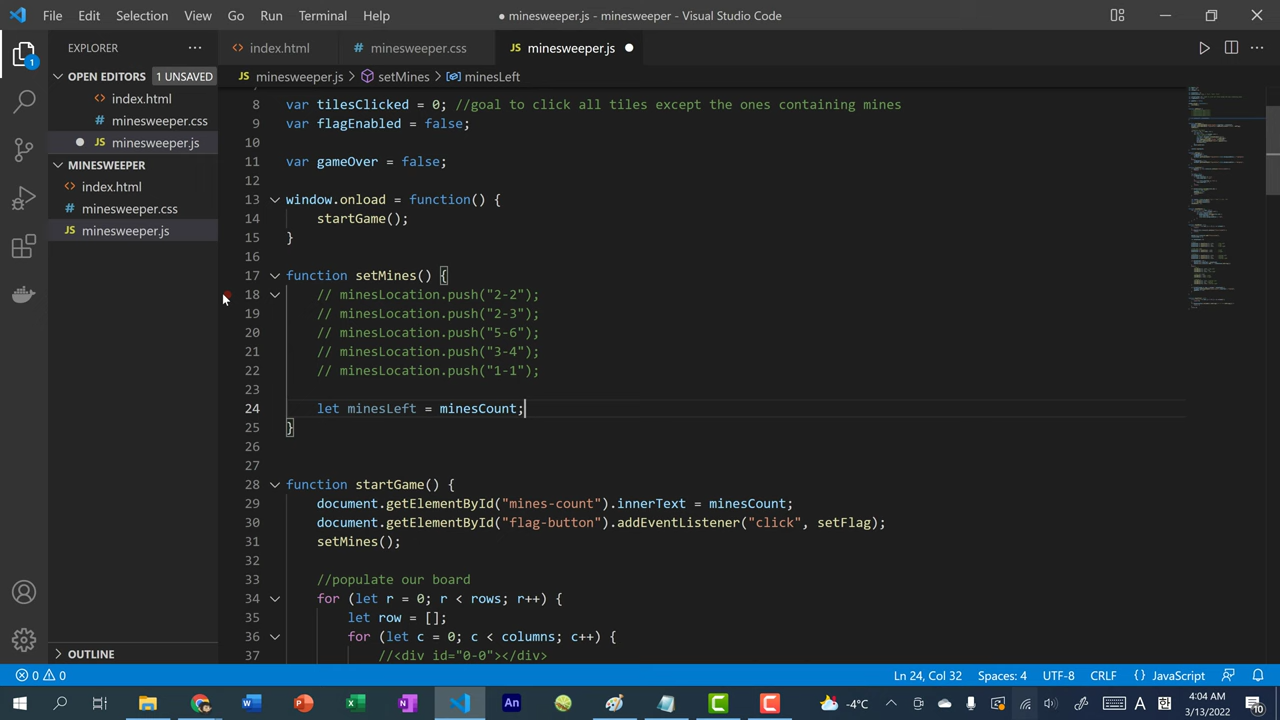 File Edit Selection View Go Run Terminal Help
● minesweeper.js - minesweeper - Visual Studio Code
EXPLORER
OPEN EDITORS 1 UNSAVED
index.html
minesweeper.css
JS minesweeper.js
MINESWEEPER
index.html
minesweeper.css
JS minesweeper.js
OUTLINE
1
index.html minesweeper.css JS minesweeper.js
JS minesweeper.js > setMines > minesLeft
8 var tilesClicked = 0; //goal to click all tiles except the ones containing mines
9 var flagEnabled = false;
10
11 var gameOver = false;
12
13 window.onload = function() {
14 startGame();
15 }
16
17 function setMines() {
18 // minesLocation.push("2-2");
19 // minesLocation.push("2-3");
20 // minesLocation.push("5-6");
21 // minesLocation.push("3-4");
22 // minesLocation.push("1-1");
23
24 let minesLeft = minesCount;
25 }
26
27
28 function startGame() {
29 document.getElementById("mines-count").innerText = minesCount;
30 document.getElementById("flag-button").addEventListener("click", setFlag);
31 setMines();
32
33 //populate our board
34 for (let r = 0; r < rows; r++) {
35 let row = [];
36 for (let c = 0; c < columns; c++) {
37 //<div id="0-0"></div>
0 0
Ln 24, Col 32 Spaces: 4 UTF-8 CRLF {} JavaScript
-4°C A
4:04 AM
3/13/2022
10